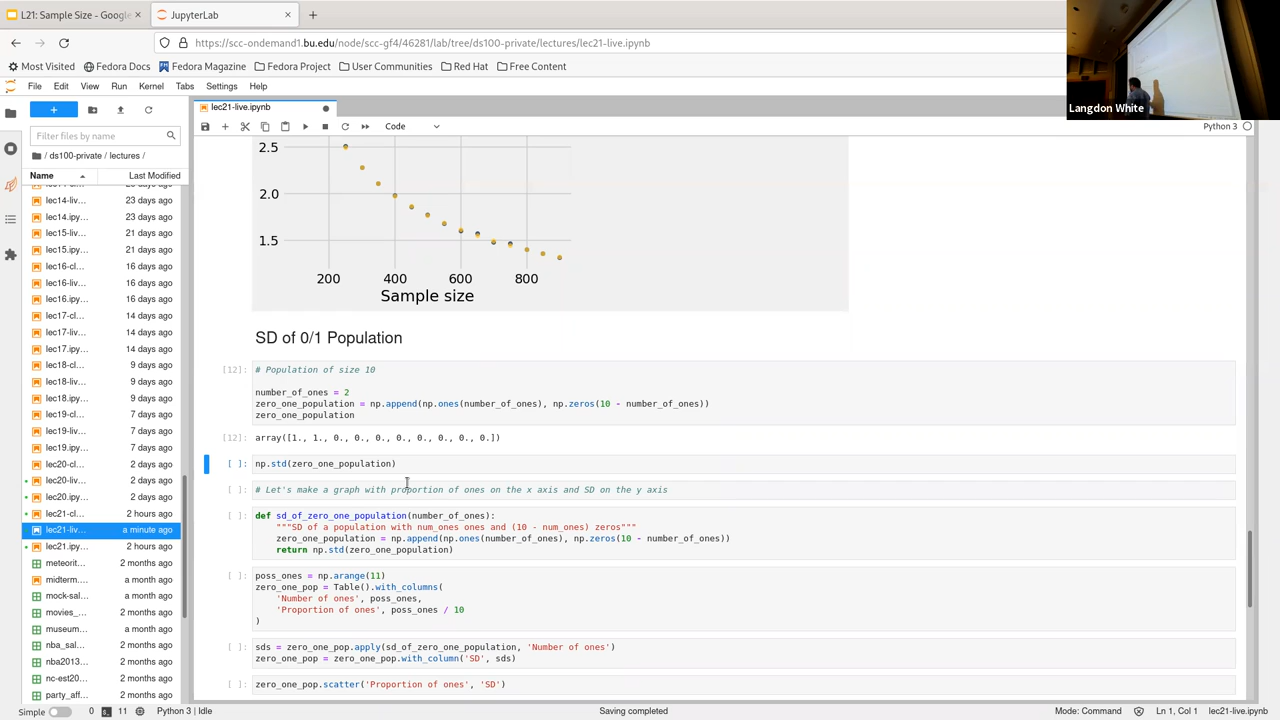 L21: Sample Size - Google
JupyterLab
https://scc-ondemand1.bu.edu/node/scc-gf4/46281/lab/tree/ds100-private/lectures/lec21-live.ipynb
Most Visited
Fedora Docs
Fedora Magazine
Fedora Project
User Communities
Red Hat
Free Content
Langdon White
File Edit View Run Kernel Tabs Settings Help
lec21-live.ipynb
Code
Python 3
Filter files by name
/ ds100-private / lectures /
Name Last Modified
lec14-liv... 23 days ago
lec14.ipy... 23 days ago
lec15-liv... 21 days ago
lec15.ipy... 21 days ago
lec16-cl... 16 days ago
lec16-liv... 16 days ago
lec16.ipy... 16 days ago
lec17-cl... 14 days ago
lec17-liv... 14 days ago
lec17.ipy... 14 days ago
lec18-cl... 9 days ago
lec18-liv... 9 days ago
lec18.ipy... 9 days ago
lec19-cl... 7 days ago
lec19-liv... 7 days ago
lec19.ipy... 7 days ago
lec20-cl... 2 days ago
lec20-liv... 2 days ago
lec20.ipy... 2 days ago
lec21-cl... 2 hours ago
lec21-liv... a minute ago
lec21.ipy... 2 hours ago
meteorit... 2 months ago
midterm.... a month ago
mock-sal... a month ago
movies_... 2 months ago
museum... a month ago
nba_sal... 2 months ago
nba2013... 2 months ago
nc-est20... 2 months ago
party_aff... 2 months ago
2.5
2.0
1.5
200 400 600 800
Sample size
SD of 0/1 Population
[12]: # Population of size 10
number_of_ones = 2
zero_one_population = np.append(np.ones(number_of_ones), np.zeros(10 - number_of_ones))
zero_one_population
[12]: array([1., 1., 0., 0., 0., 0., 0., 0., 0., 0.])
[ ]: np.std(zero_one_population)
[ ]: # Let's make a graph with proportion of ones on the x axis and SD on the y axis
[ ]: def sd_of_zero_one_population(number_of_ones):
"""SD of a population with num_ones ones and (10 - num_ones) zeros"""
zero_one_population = np.append(np.ones(number_of_ones), np.zeros(10 - number_of_ones))
return np.std(zero_one_population)
[ ]: poss_ones = np.arange(11)
zero_one_pop = Table().with_columns(
'Number of ones', poss_ones,
'Proportion of ones', poss_ones / 10
)
[ ]: sds = zero_one_pop.apply(sd_of_zero_one_population, 'Number of ones')
zero_one_pop = zero_one_pop.with_column('SD', sds)
[ ]: zero_one_pop.scatter('Proportion of ones', 'SD')
Simple 0 11 Python 3 | Idle Saving completed Mode: Command Ln 1, Col 1 lec21-live.ipynb